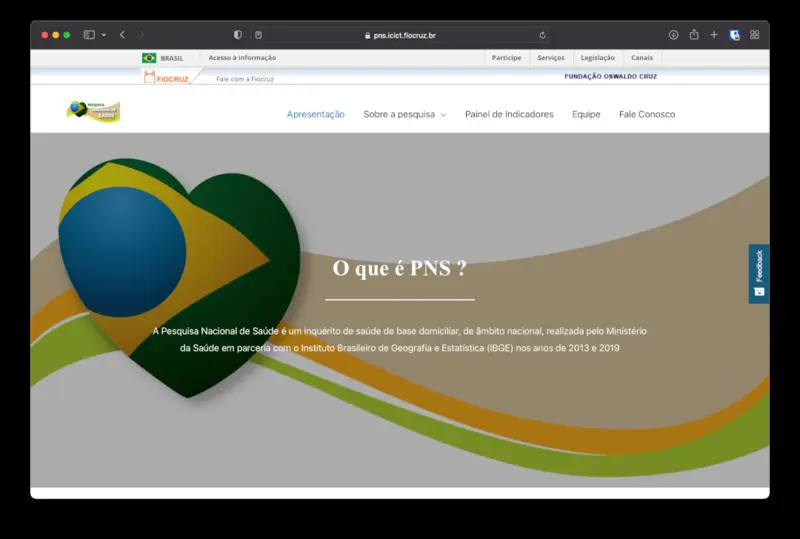 pns.icict.fiocruz.br
BRASIL
Acesso à informação
Participe
Serviços
Legislação
Canais
FIOCRUZ
Fale com a Fiocruz
FUNDAÇÃO OSWALDO CRUZ
PESQUISA
SAÚDE
Apresentação
Sobre a pesquisa
Painel de Indicadores
Equipe
Fale Conosco
O que é PNS ?
A Pesquisa Nacional de Saúde é um inquérito de saúde de base domiciliar, de âmbito nacional, realizada pelo Ministério
da Saúde em parceria com o Instituto Brasileiro de Geografia e Estatística (IBGE) nos anos de 2013 e 2019
Feedback